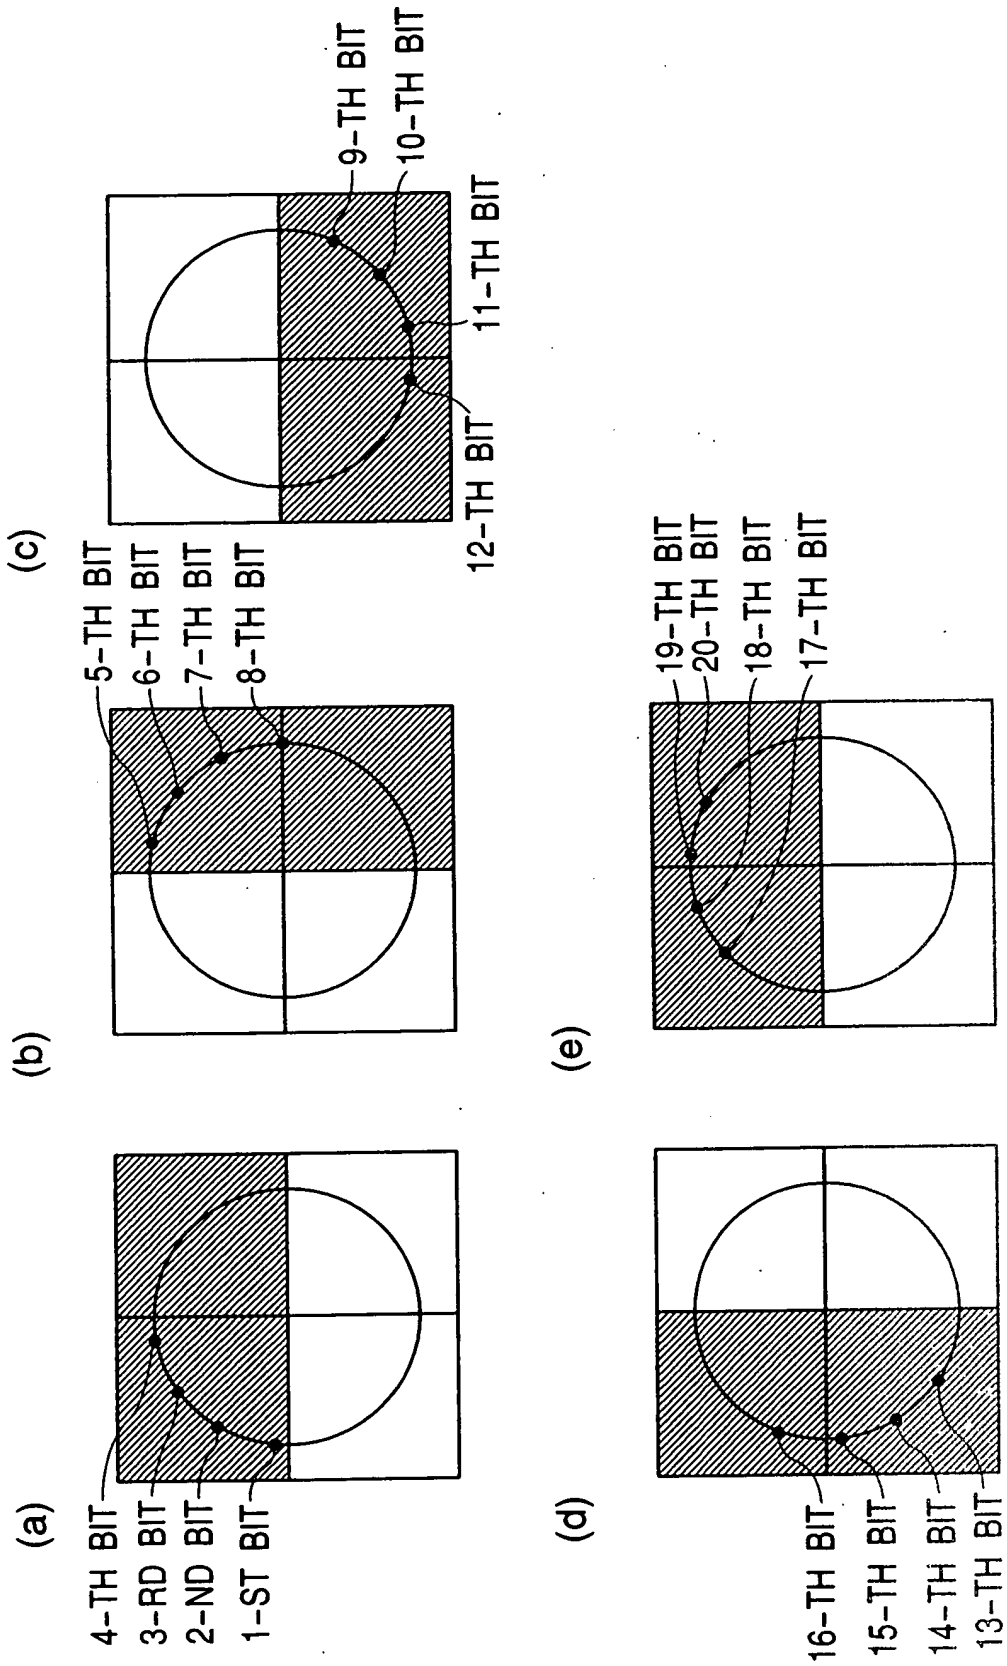 (a)
4-TH BIT
3-RD BIT
2-ND BIT
1-ST BIT
(b)
5-TH BIT
6-TH BIT
7-TH BIT
8-TH BIT
(c)
9-TH BIT
10-TH BIT
11-TH BIT
12-TH BIT
(d)
16-TH BIT
15-TH BIT
14-TH BIT
13-TH BIT
(e)
19-TH BIT
20-TH BIT
18-TH BIT
17-TH BIT